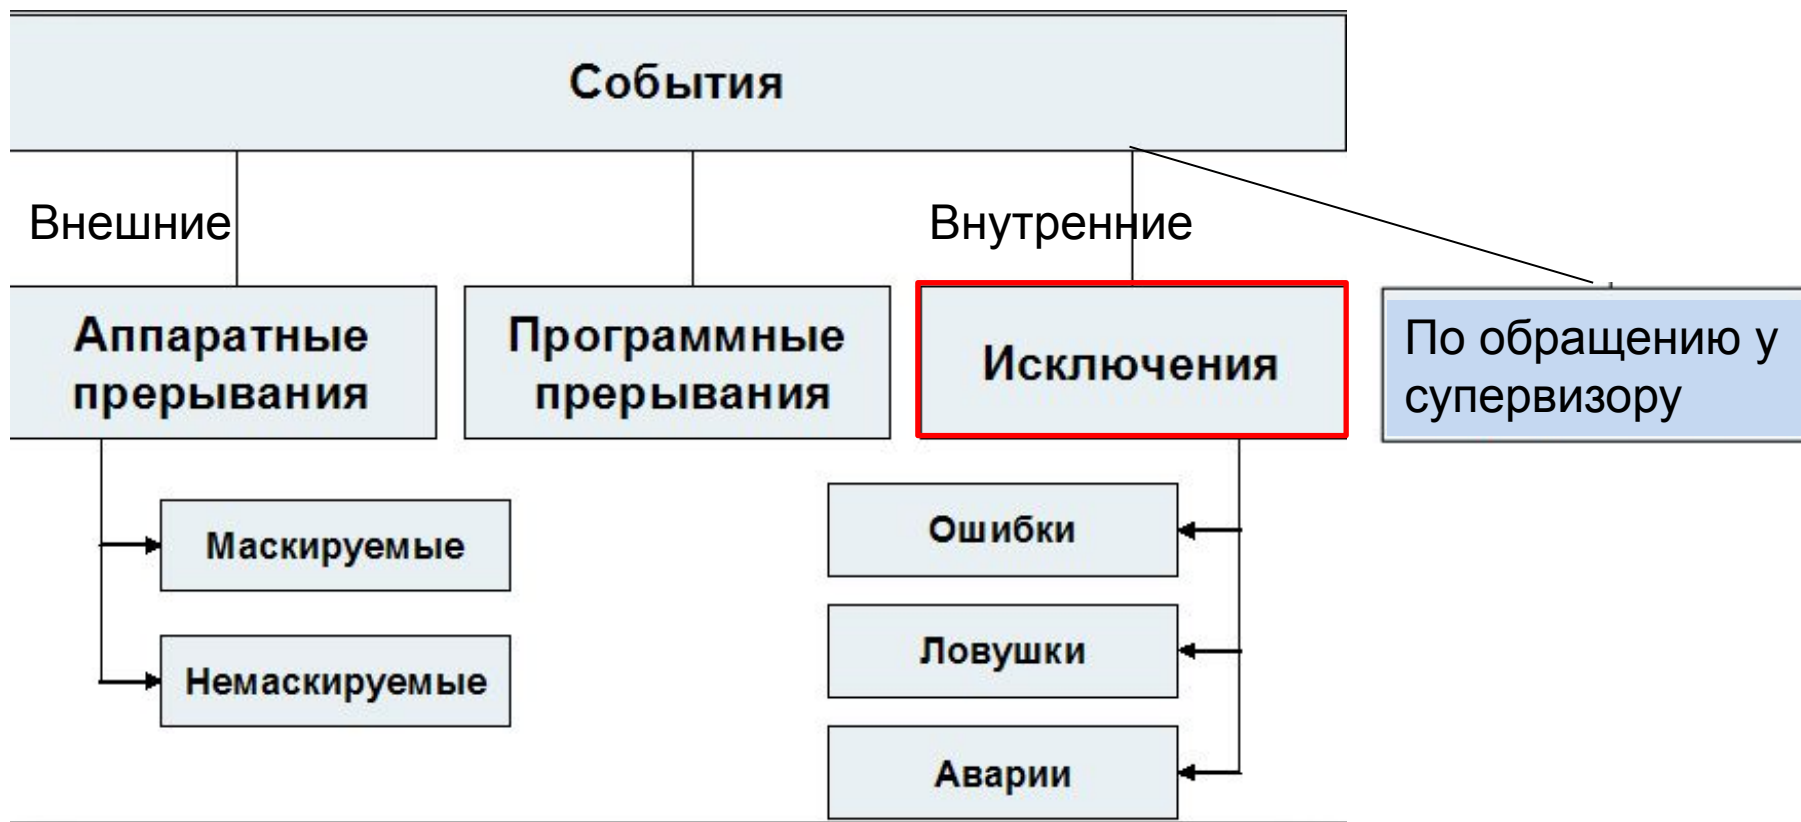 События
Внешние
Внутренние
Аппаратные
прерывания
Программные
прерывания
Исключения
По обращению у
супервизору
Маскируемые
Немаскируемые
Ошибки
Ловушки
Аварии